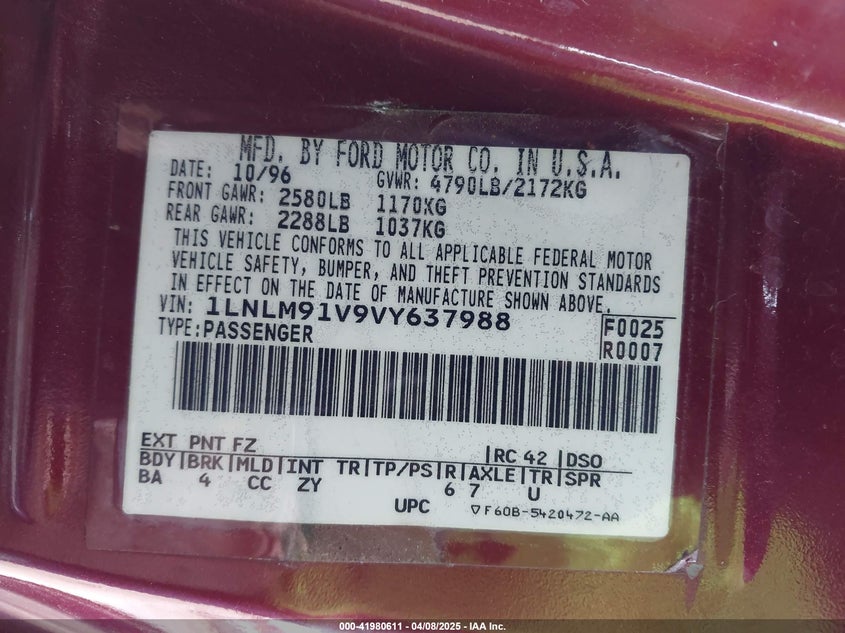 MFD. BY FORD MOTOR CO. IN U.S.A.
DATE: 10/96 GVWR: 4790LB/2172KG
FRONT GAWR: 2580LB 1170KG
REAR GAWR: 2288LB 1037KG
THIS VEHICLE CONFORMS TO ALL APPLICABLE FEDERAL MOTOR
VEHICLE SAFETY, BUMPER, AND THEFT PREVENTION STANDARDS
IN EFFECT ON THE DATE OF MANUFACTURE SHOWN ABOVE.
VIN: 1LNLM91V9VY637988 F0025
TYPE: PASSENGER R0007
EXT PNT FZ RC 42 DSO
BDY BRK MLD INT TR TP/PS R AXLE TR SPR
BA 4 CC ZY 6 7 U
UPC F60B-5420472-AA
000-41980611 - 04/08/2025 - IAA Inc.